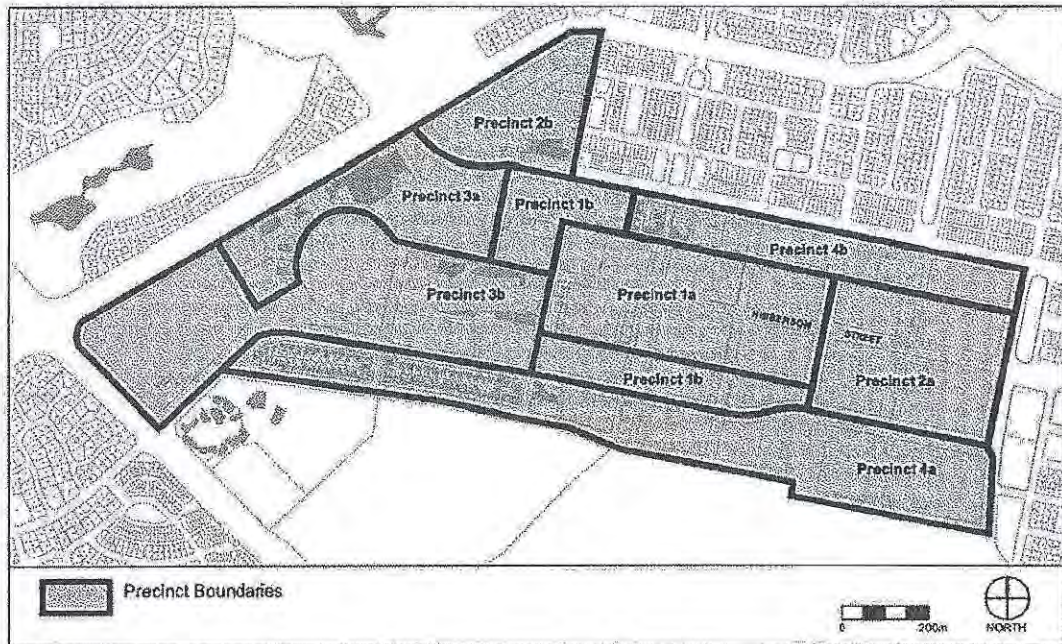 Precinct 2b
Precinct 3a
Precinct 1b
Precinct 4b
Precinct 3b
Precinct 1a
STREET
Precinct 1b
Precinct 2a
Precinct 4a
Precinct Boundaries
0 200m
NORTH